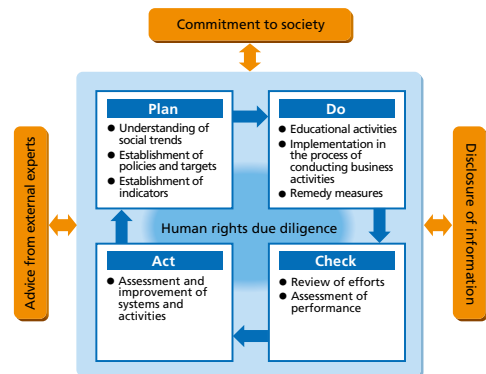 Commitment to society
Advice from external experts
Plan
● Understanding of
social trends
● Establishment of
policies and targets
● Establishment of
indicators
Do
● Educational activities
● Implementation in
the process of
conducting business
activities
● Remedy measures
Human rights due diligence
Act
● Assessment and
improvement of
systems and
activities
Check
● Review of efforts
● Assessment of
performance
Disclosure of information